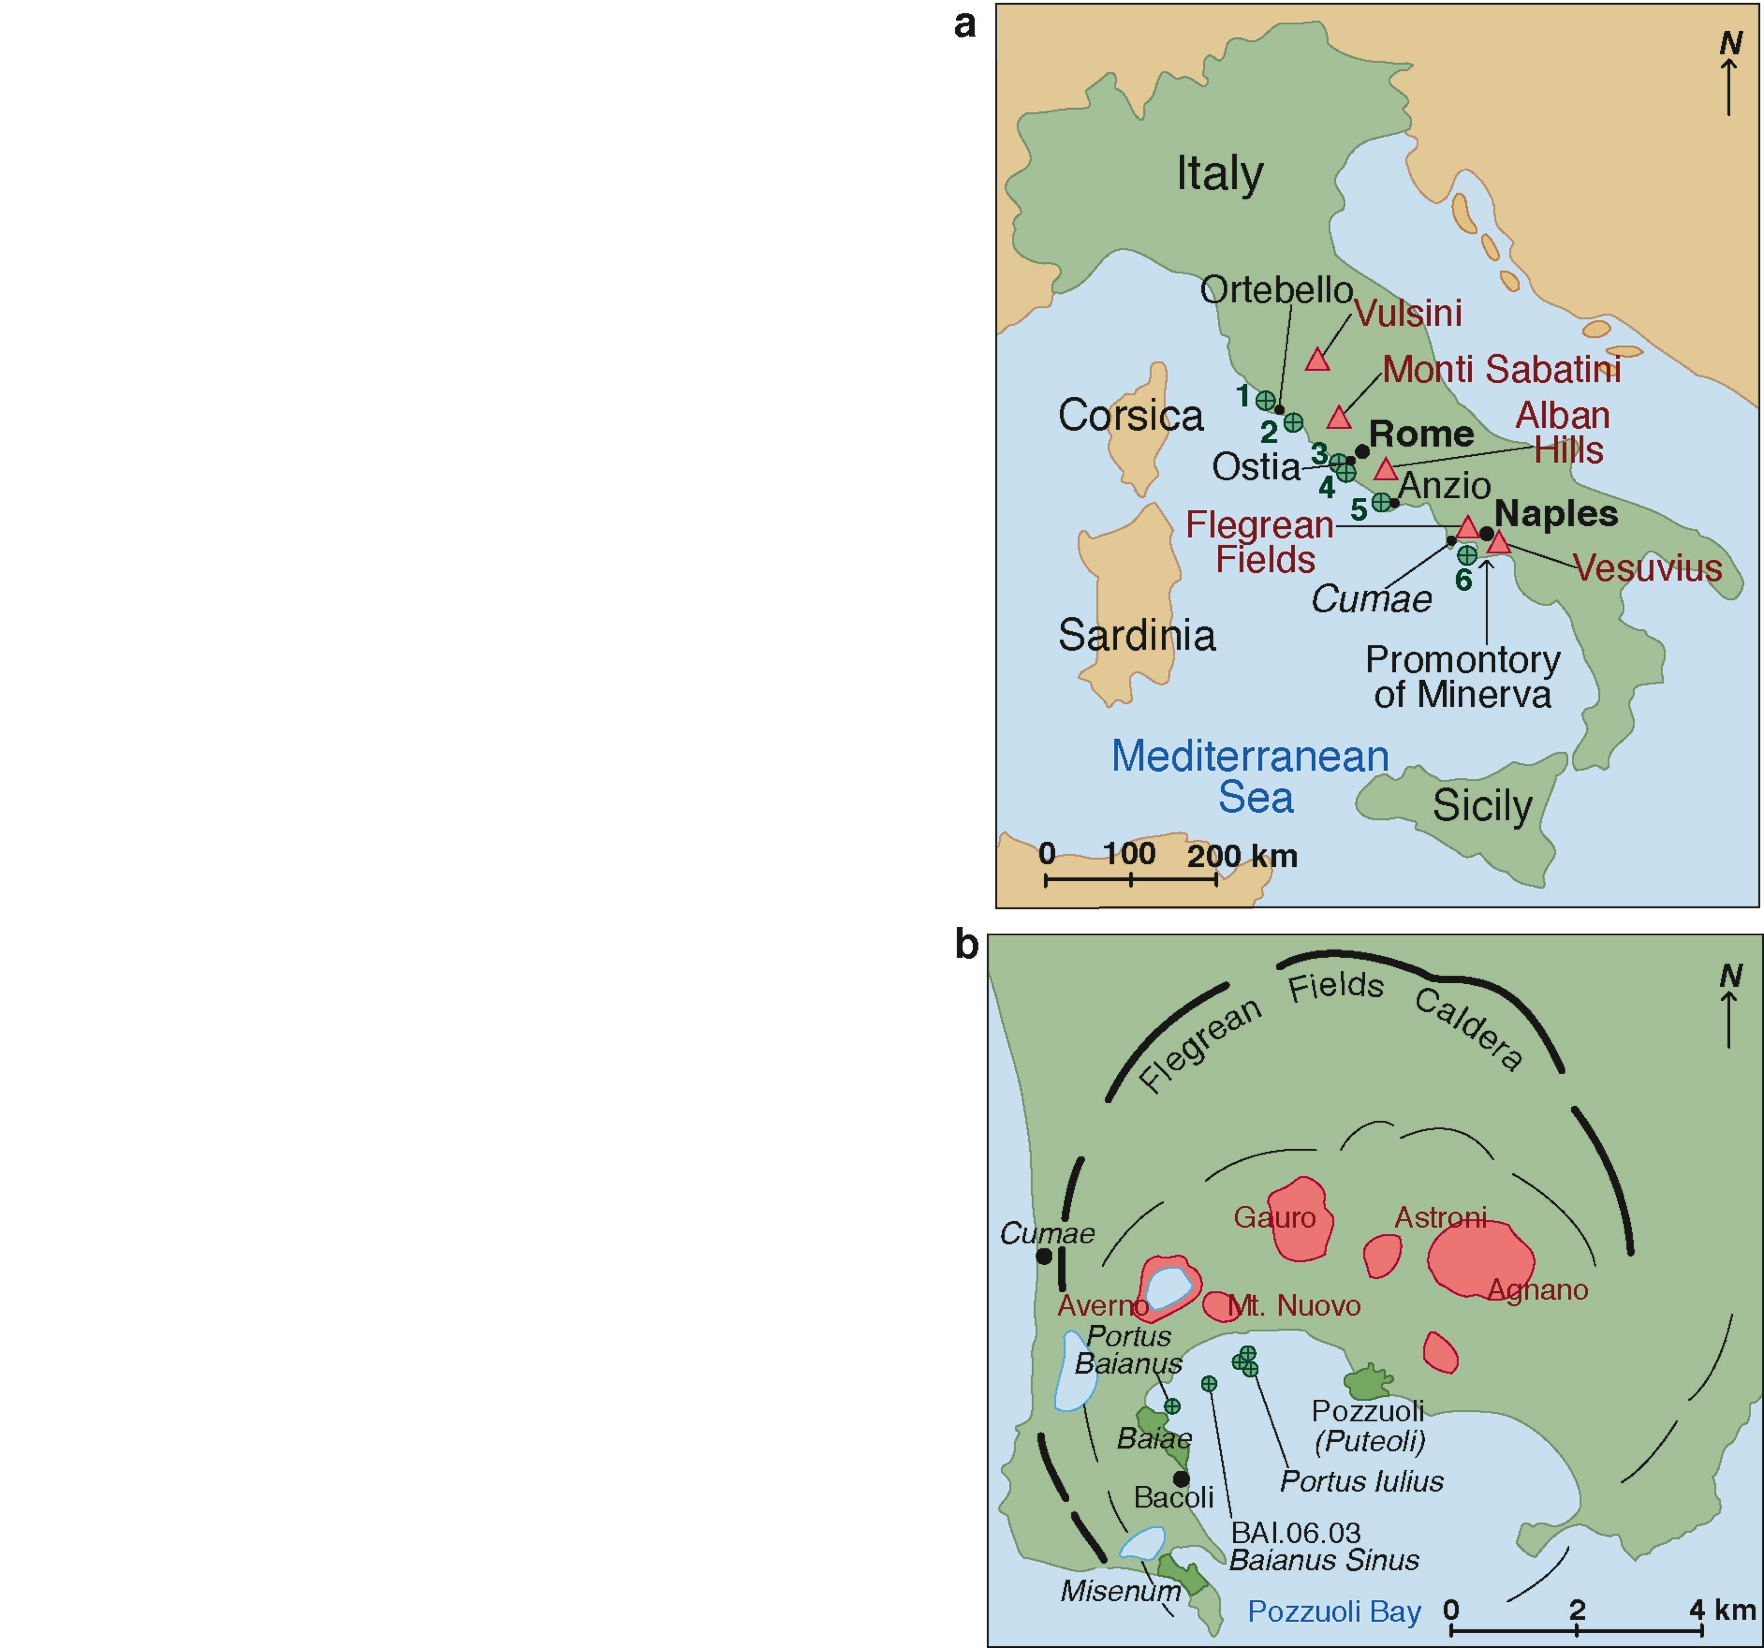 a
N
Italy
Ortebello
Vulsini
Monti Sabatini
Corsica
1
2
Alban
Hills
Rome
3
Ostia
4
Anzio
5
Naples
Flegrean
Fields
Vesuvius
6
Cumae
Sardinia
Promontory
of Minerva
Mediterranean
Sea
Sicily
0 100 200 km
b
N
Flegrean Fields Caldera
Gauro
Astroni
Cumae
Agnano
Averno
Mt. Nuovo
Portus
Baianus
Pozzuoli
(Puteoli)
Baiae
Portus Iulius
Bacoli
BAI.06.03
Baianus Sinus
Misenum
Pozzuoli Bay
0 2 4 km